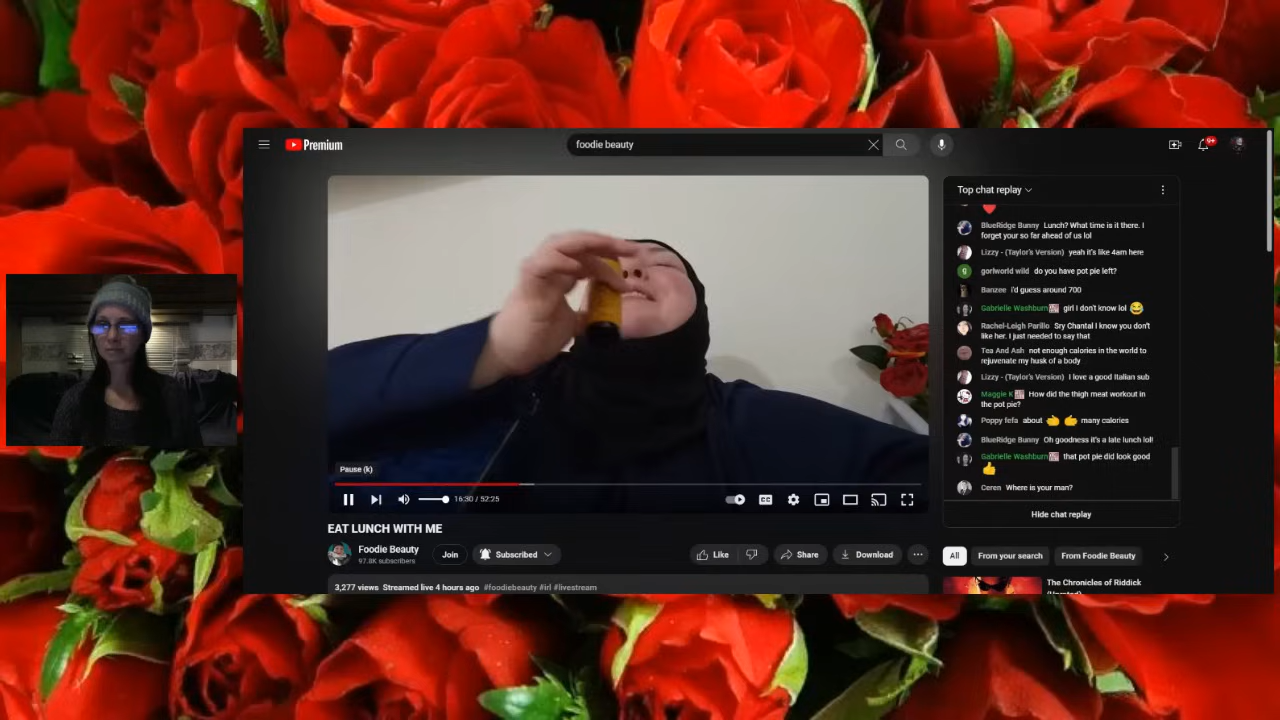 Premium
foodie beauty
9+
Top chat replay
BlueRidge Bunny Lunch? What time is it there. I
forget your so far ahead of us lol
Lizzy - (Taylor's Version) yeah it's like 4am here
g
gorlworld wild do you have pot pie left?
Banzee i'd guess around 700
Gabrielle Washburn girl I don't know lol 😂
Rachel-Leigh Parillo Sry Chantal I know you don't
like her. I just needed to say that
Tea And Ash not enough calories in the world to
rejuvenate my husk of a body
Lizzy - (Taylor's Version) I love a good Italian sub
Maggie K How did the thigh meat workout in
the pot pie?
Poppy fefa about 🫱 🫲 many calories
BlueRidge Bunny Oh goodness it's a late lunch lol!
Gabrielle Washburn that pot pie did look good
👍
Ceren Where is your man?
Hide chat replay
Pause (k)
16:30 / 52:25
CC
EAT LUNCH WITH ME
Foodie Beauty
97.8K subscribers
Join
Subscribed
Like
Share
Download
3,277 views Streamed live 4 hours ago #foodiebeauty #irl #livestream
All
From your search
From Foodie Beauty
The Chronicles of Riddick
(Unrated)